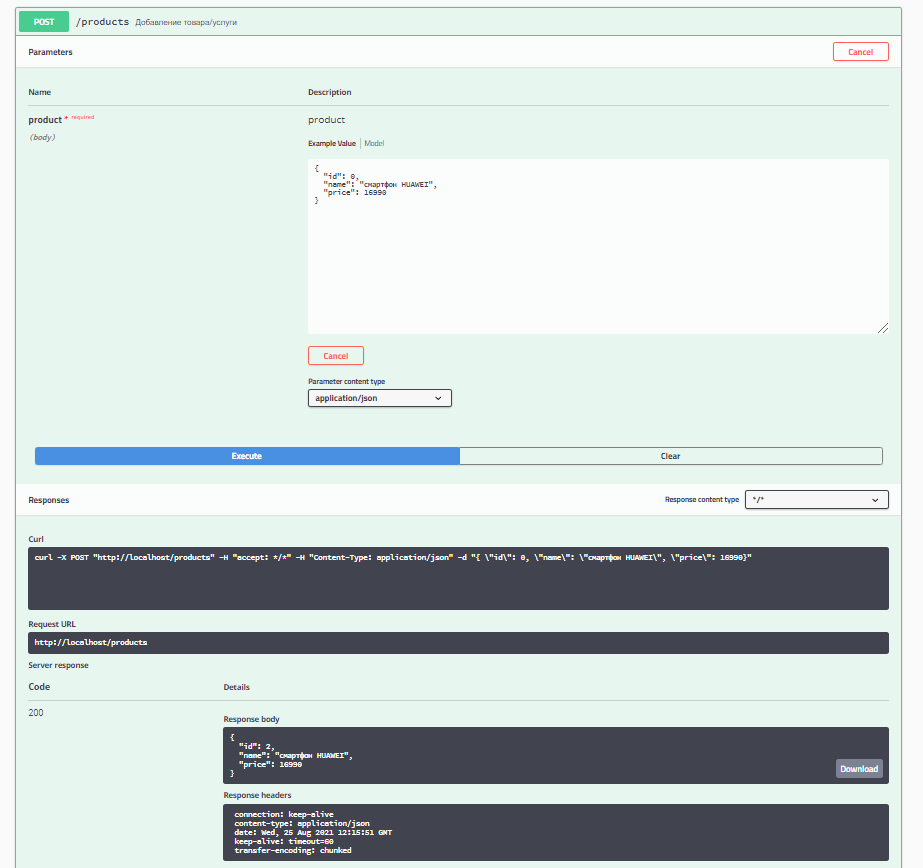 POST /products Добавление товара/услуги
Parameters Cancel
Name Description
product * required product
(body)
Example Value | Model
{
"id": 0,
"name": "смартфон HUAWEI",
"price": 16990
}
Cancel
Parameter content type
application/json
Execute Clear
Responses Response content type */*
Curl
curl -X POST "http://localhost/products" -H "accept: */*" -H "Content-Type: application/json" -d "{ \"id\": 0, \"name\": \"смартфон HUAWEI\", \"price\": 16990}"
Request URL
http://localhost/products
Server response
Code Details
200
Response body
{
"id": 2,
"name": "смартфон HUAWEI",
"price": 16990
}
Download
Response headers
connection: keep-alive
content-type: application/json
date: Wed, 25 Aug 2021 12:15:51 GMT
keep-alive: timeout=60
transfer-encoding: chunked